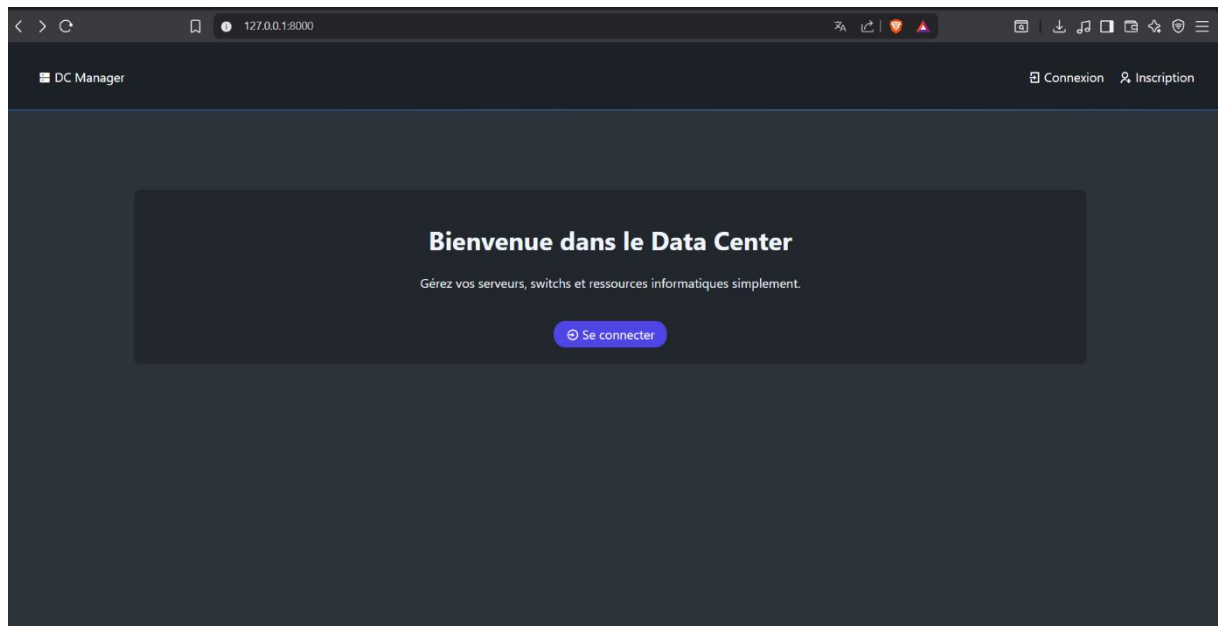 127.0.0.1:8000
DC Manager
Connexion Inscription
Bienvenue dans le Data Center
Gérez vos serveurs, switchs et ressources informatiques simplement.
Se connecter